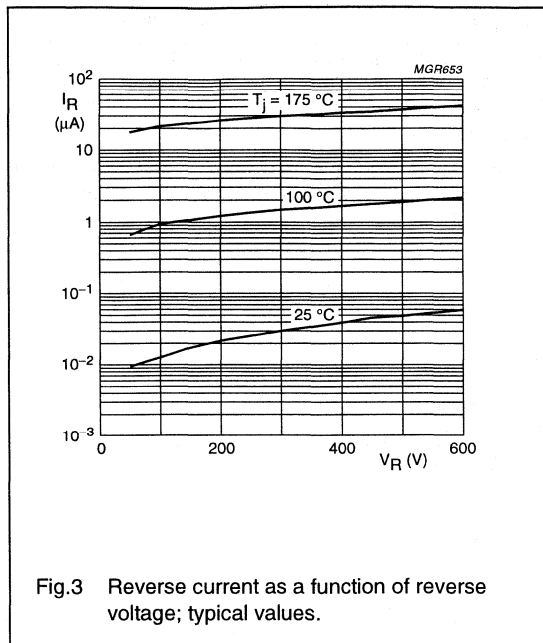 MGR653
10²
I_R
(μA)
T_j = 175 °C
10
100 °C
1
10⁻¹
25 °C
10⁻²
10⁻³
0 200 400 600
V_R (V)
Fig.3 Reverse current as a function of reverse
voltage; typical values.